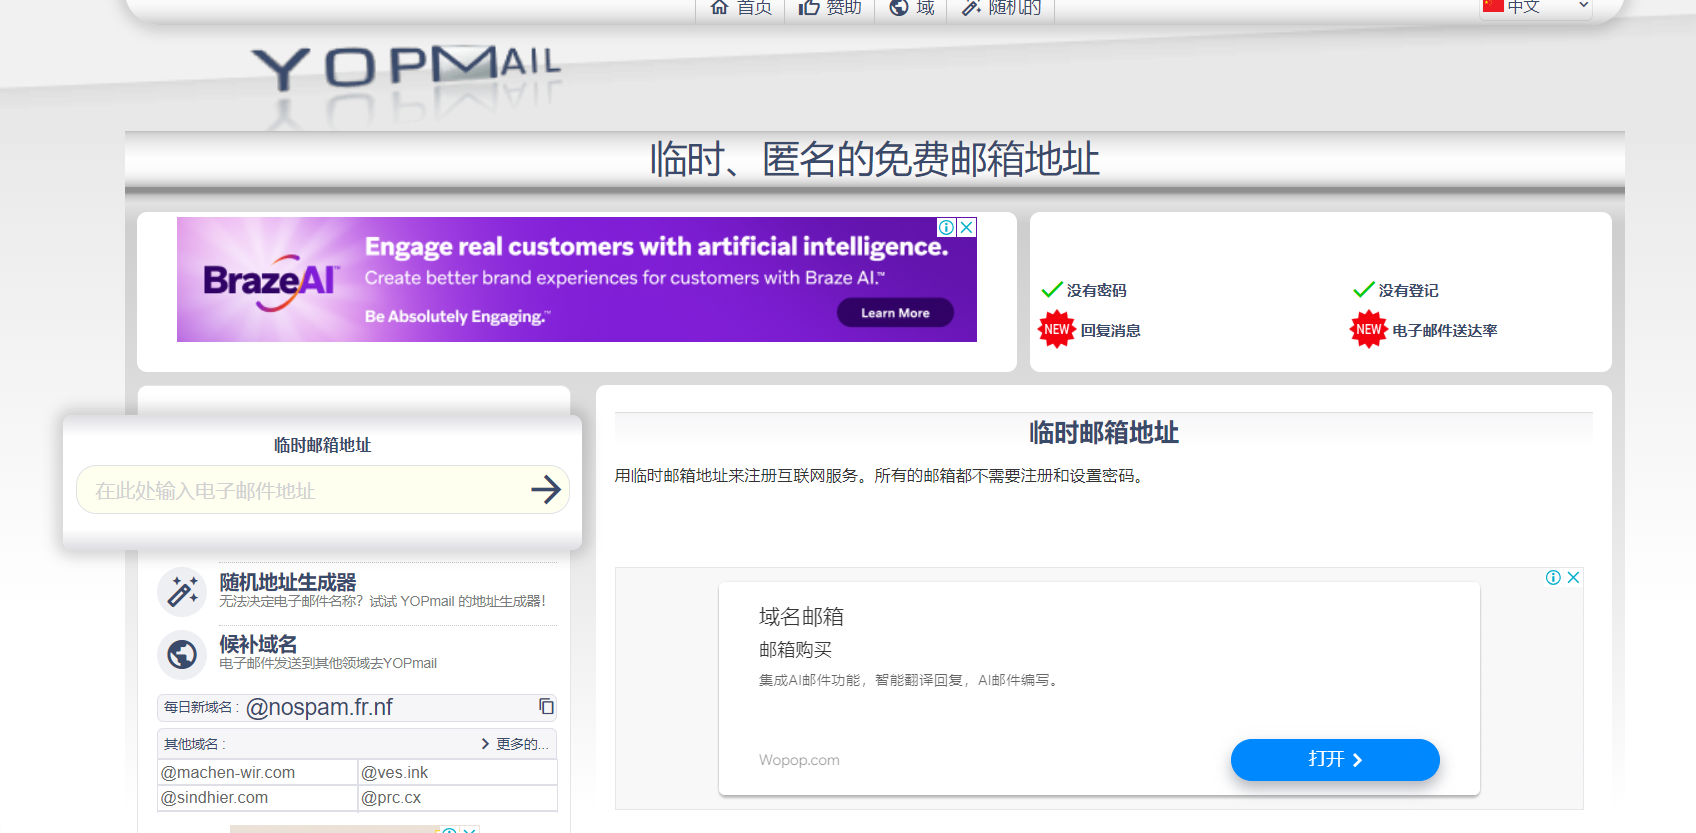 首页
赞助
域
随机的
中文
YOPMAIL
临时、匿名的免费邮箱地址
Engage real customers with artificial intelligence.
Create better brand experiences for customers with Braze AI.™
BrazeAI™
Be Absolutely Engaging.™
Learn More
没有密码
没有登记
NEW 回复消息
NEW 电子邮件送达率
临时邮箱地址
在此处输入电子邮件地址
随机地址生成器
无法决定电子邮件名称？试试 YOPmail 的地址生成器！
候补域名
电子邮件发送到其他领域去YOPmail
每日新域名 : @nospam.fr.nf
其他域名 :
更多的...
@machen-wir.com
@ves.ink
@sindhier.com
@prc.cx
临时邮箱地址
用临时邮箱地址来注册互联网服务。所有的邮箱都不需要注册和设置密码。
域名邮箱
邮箱购买
集成AI邮件功能，智能翻译回复，AI邮件编写。
Wopop.com
打开